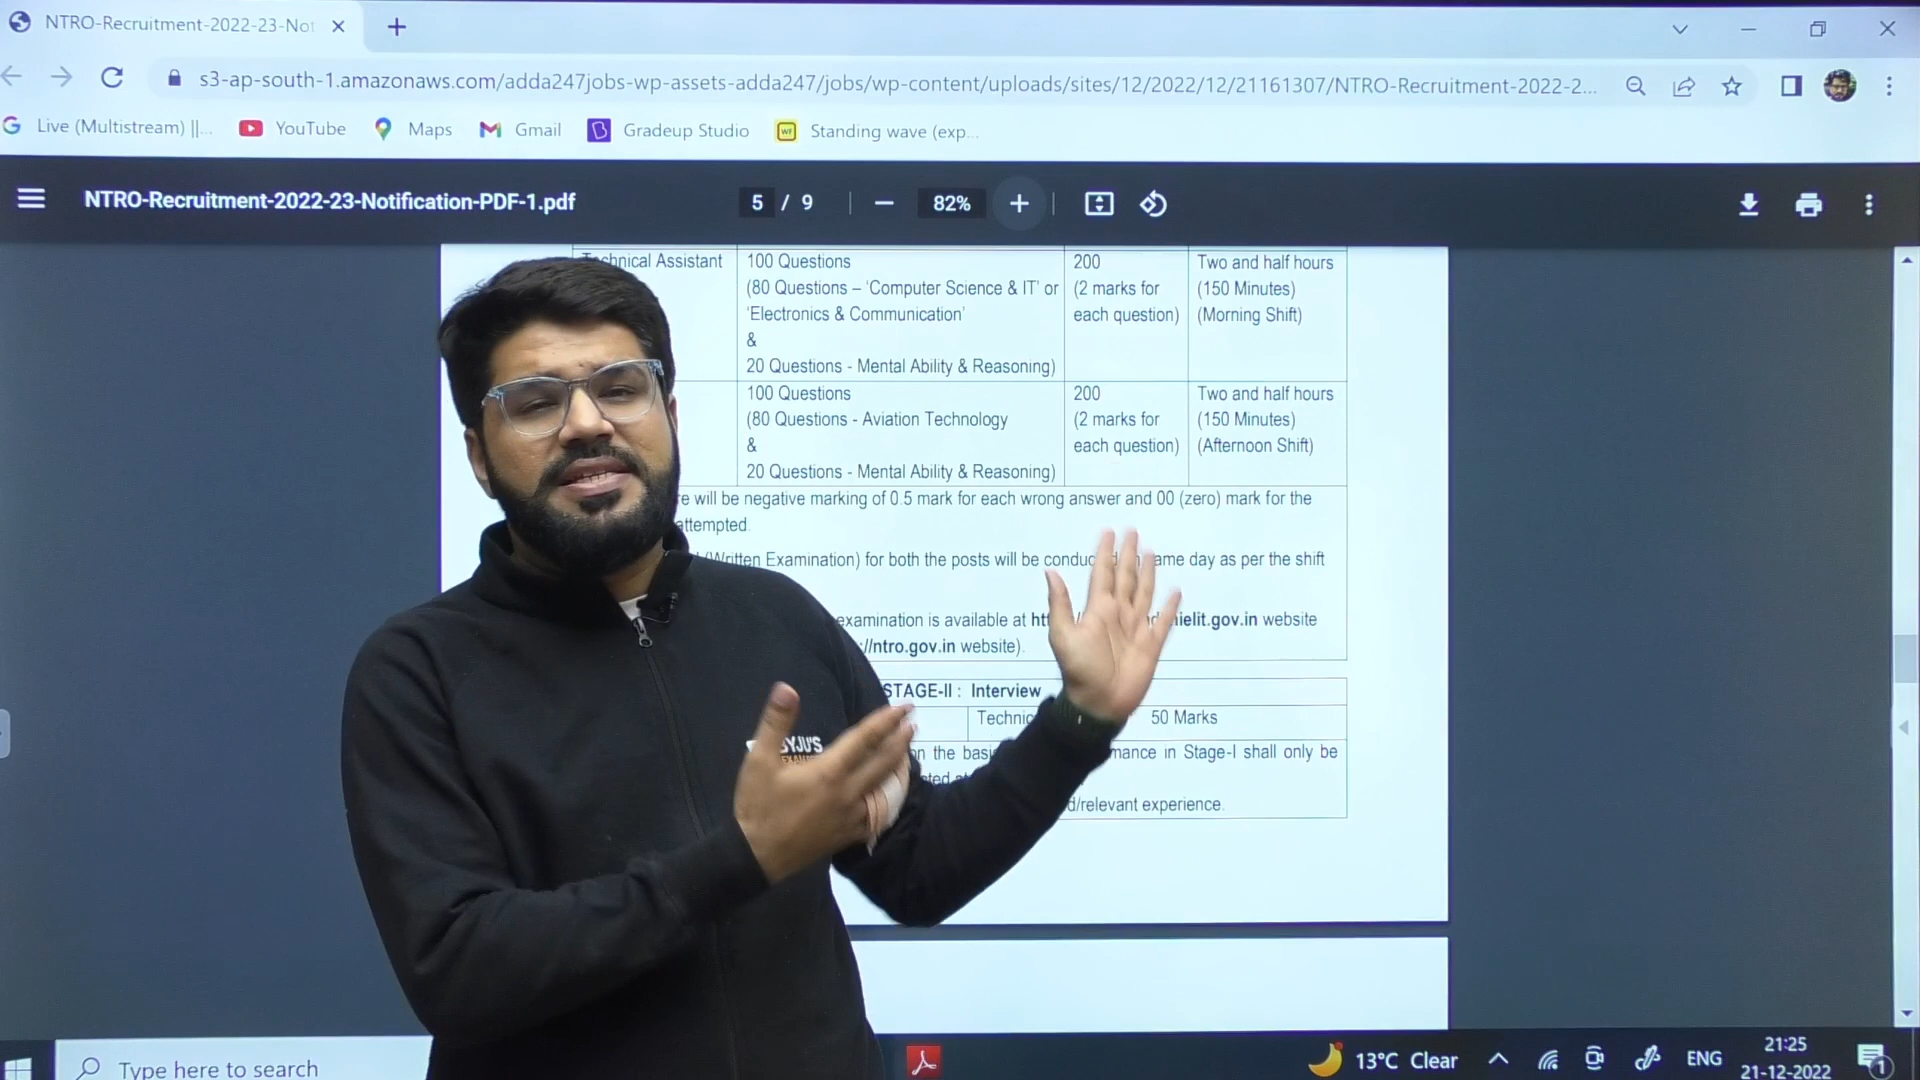 NTRO-Recruitment-2022-23-Not
s3-ap-south-1.amazonaws.com/adda247jobs-wp-assets-adda247/jobs/wp-content/uploads/sites/12/2022/12/21161307/NTRO-Recruitment-2022-2...
Live (Multistream) ||...
YouTube
Maps
Gmail
Gradeup Studio
WF
Standing wave (exp...
NTRO-Recruitment-2022-23-Notification-PDF-1.pdf
5 / 9
82%
Technical Assistant
100 Questions
(80 Questions – 'Computer Science & IT' or
'Electronics & Communication'
&
20 Questions - Mental Ability & Reasoning)
200
(2 marks for
each question)
Two and half hours
(150 Minutes)
(Morning Shift)
100 Questions
(80 Questions - Aviation Technology
&
20 Questions - Mental Ability & Reasoning)
200
(2 marks for
each question)
Two and half hours
(150 Minutes)
(Afternoon Shift)
will be negative marking of 0.5 mark for each wrong answer and 00 (zero) mark for the
attempted.
(Written Examination) for both the posts will be same day as per the shift
examination is available at nielit.gov.in website
://ntro.gov.in website).
STAGE-II : Interview
50 Marks
on the in Stage-I shall only be
d/relevant experience.
BYJU'S
Type here to search
13°C Clear
ENG
21:25
21-12-2022
1